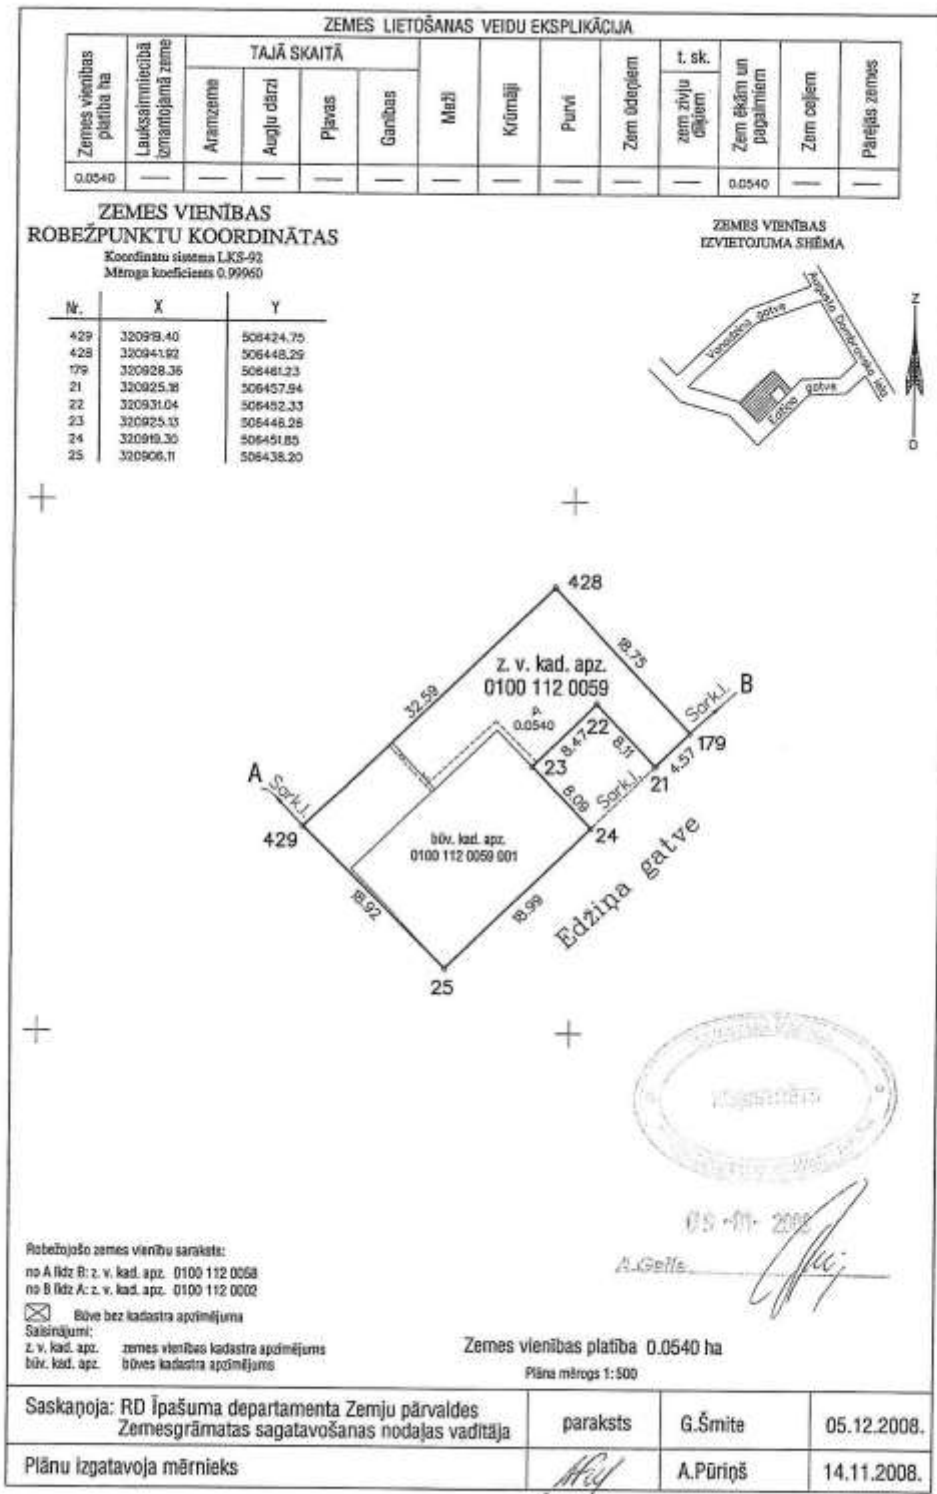 ZEMES LIETOŠANAS VEIDU EKSPLIKĀCIJA
Zemes vienības platība ha
Lauksaimniecībā izmantojamā zeme
TAJĀ SKAITĀ
Aramzeme
Augļu dārzi
Pļavas
Ganības
Meži
Krūmāji
Purvi
Zem ūdeņiem
t. sk.
zem zivju dīķiem
Zem ēkām un pagalmiem
Zem ceļiem
Pārējās zemes
0.0540 — — — — — — — — — — 0.0540 — —
ZEMES VIENĪBAS
ROBEŽPUNKTU KOORDINĀTAS
Koordinātu sistēma LKS-92
Mēroga koeficients 0.99960
Nr. X Y
429 320919.40 506424.75
428 320941.92 506448.29
179 320928.36 506461.23
21 320925.18 506457.94
22 320931.04 506452.33
23 320925.13 506446.26
24 320919.30 506451.85
25 320906.11 506438.20
ZEMES VIENĪBAS
IZVIETOJUMA SHĒMA
Augusta Dombrovska iela
Vanadziņa gatve
Edžiņa gatve
Z
D
428
18.75
z. v. kad. apz.
0100 112 0059
32.59
A
0.0540
B
Sark.l.
22
8.47
8.11
179
4.57
23
21
A
Sark.l.
8.09
Sark.l.
429
24
būv. kad. apz.
0100 112 0059 001
18.92
18.99
Edžiņa gatve
25
A.Geile
Robežojošo zemes vienību saraksts:
no A līdz B: z. v. kad. apz. 0100 112 0058
no B līdz A: z. v. kad. apz. 0100 112 0002
Būve bez kadastra apzīmējuma
Saīsinājumi:
z. v. kad. apz. zemes vienības kadastra apzīmējums
būv. kad. apz. būves kadastra apzīmējums
Zemes vienības platība 0.0540 ha
Plāna mērogs 1:500
Saskaņoja: RD Īpašuma departamenta Zemju pārvaldes
Zemesgrāmatas sagatavošanas nodaļas vadītāja
paraksts G.Šmite 05.12.2008.
Plānu izgatavoja mērnieks A.Pūriņš 14.11.2008.